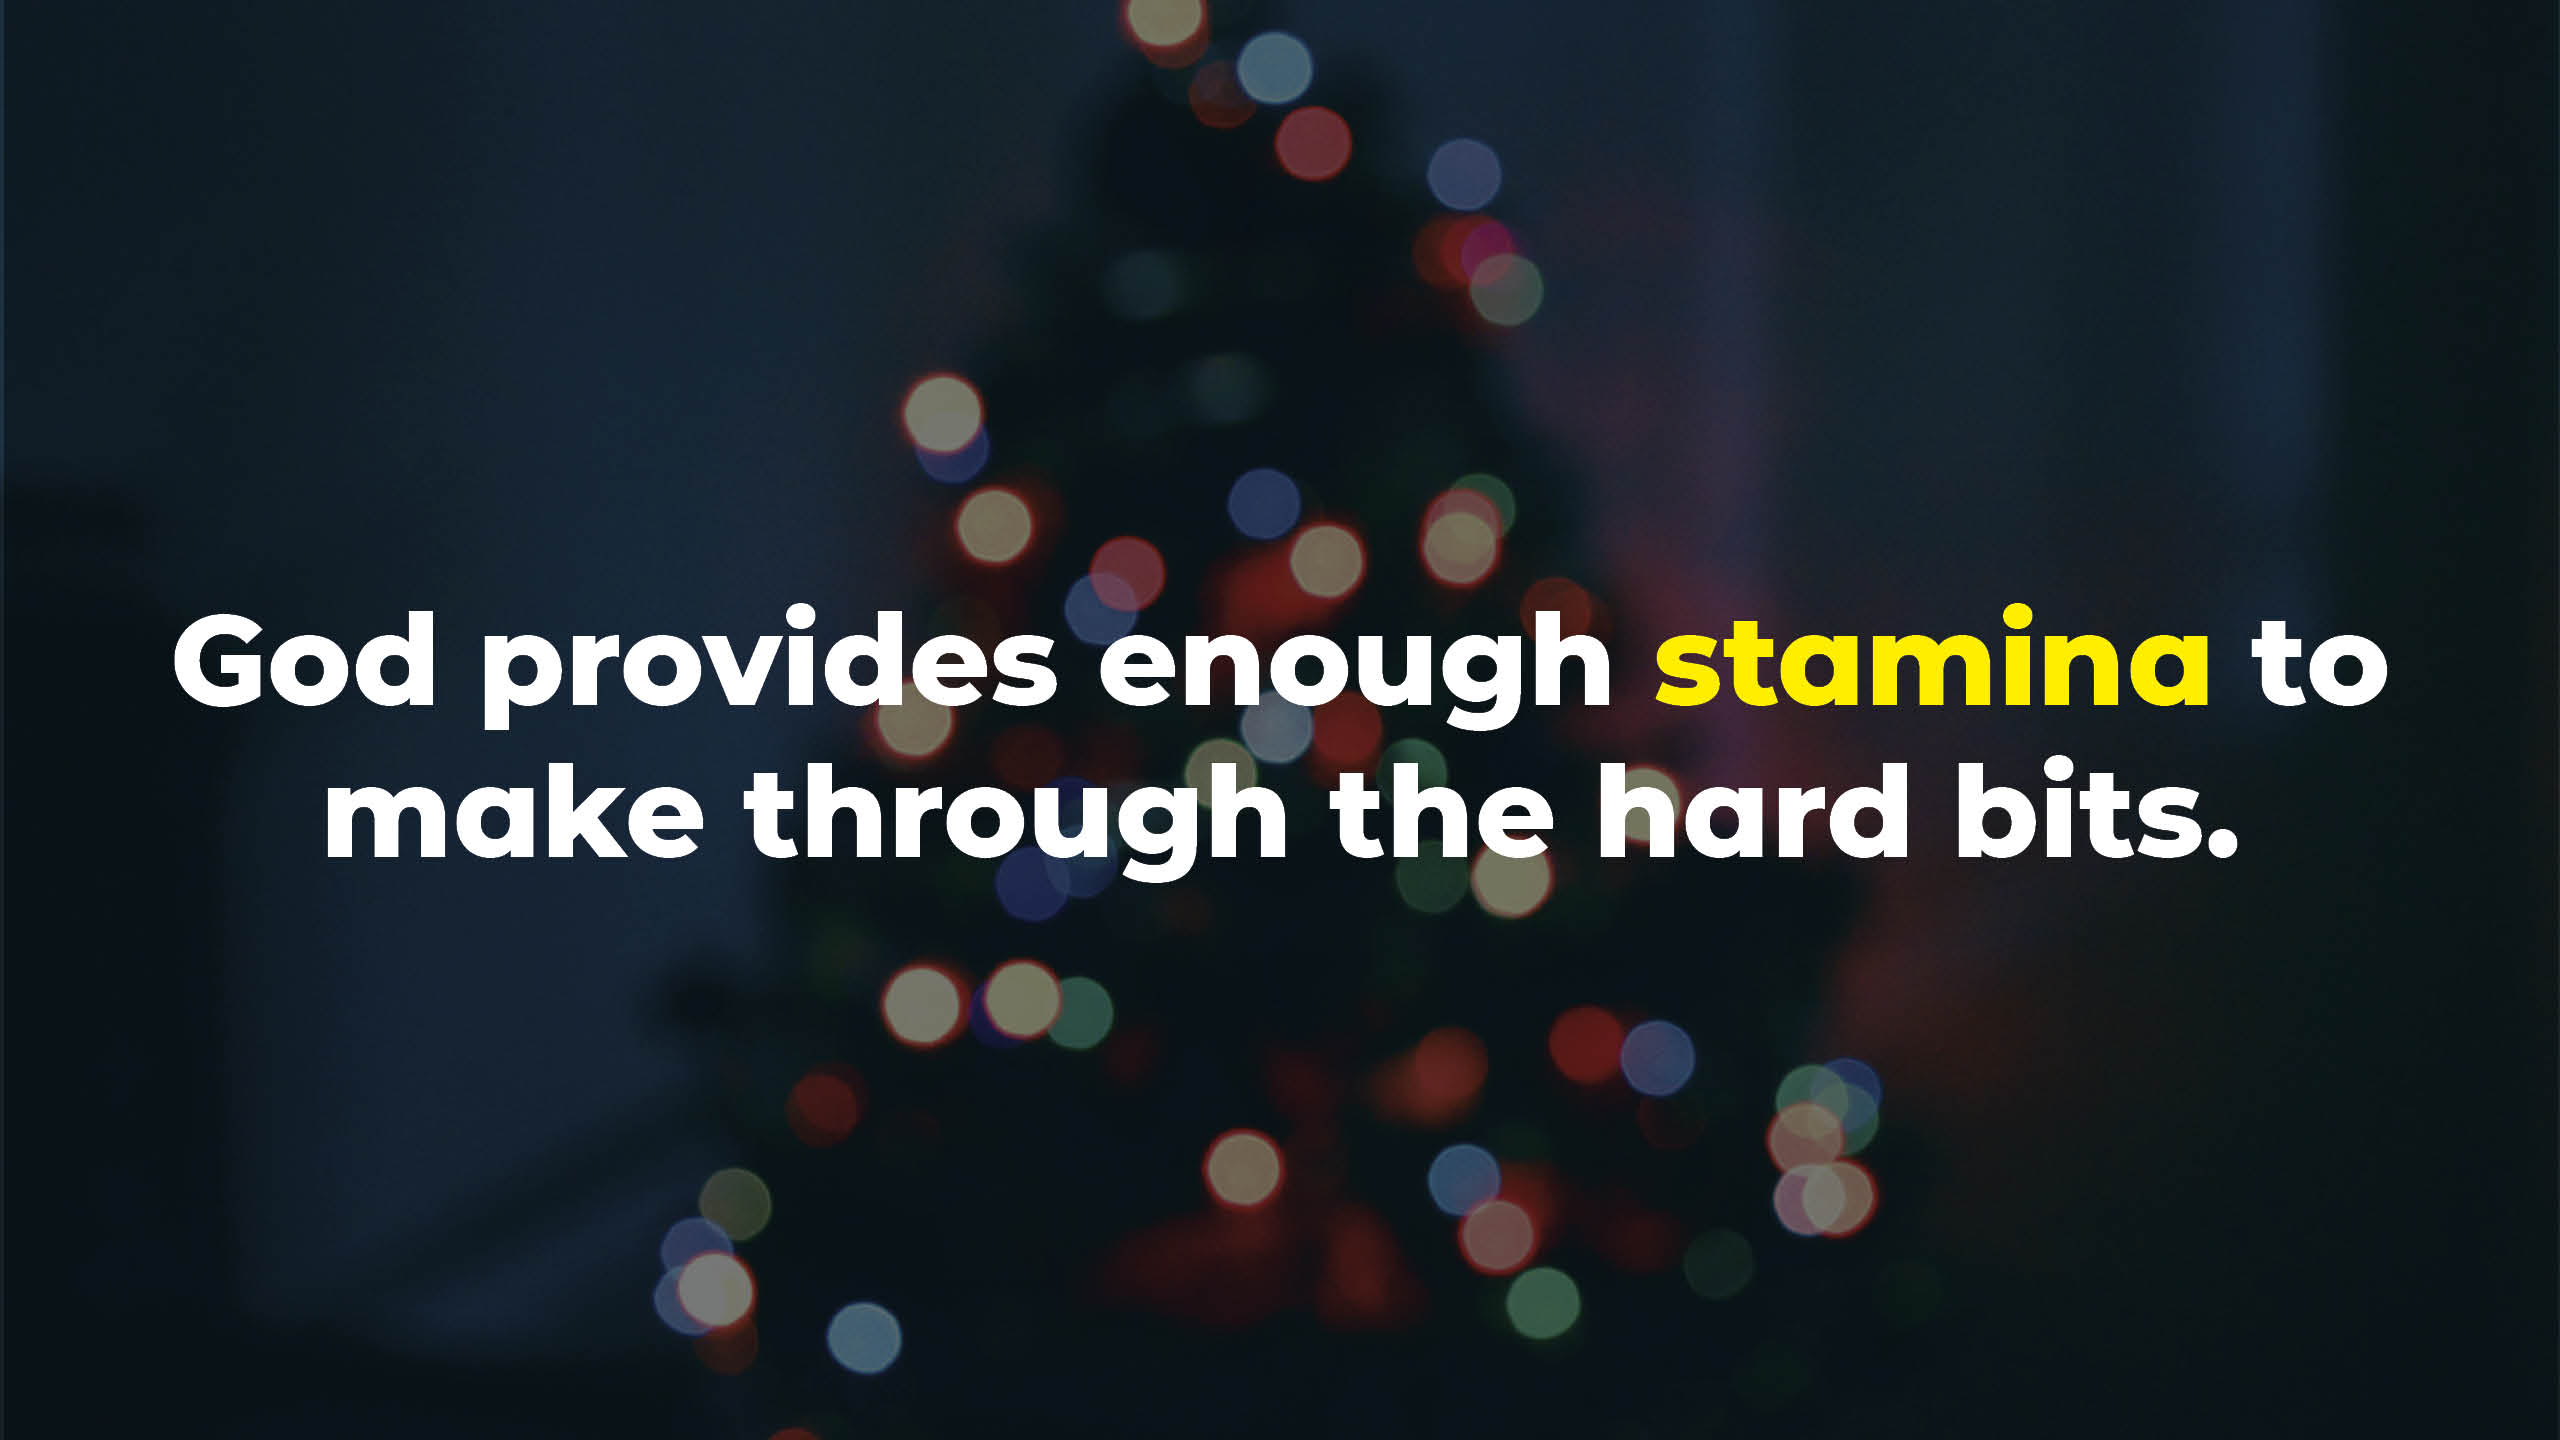 God provides enough stamina to
make through the hard bits.